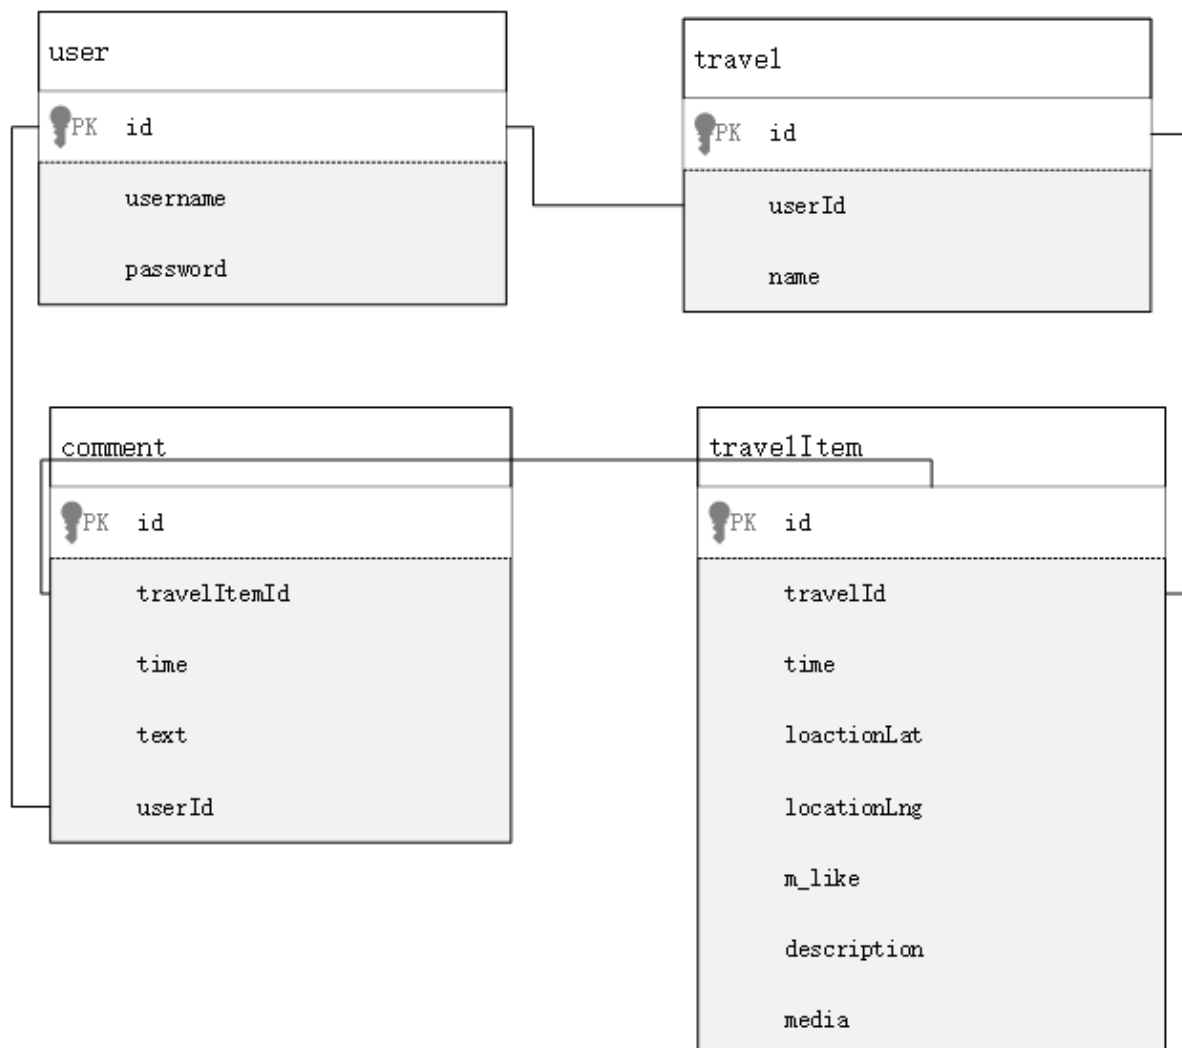 user
PK id
username
password
travel
PK id
userId
name
comment
PK id
travelItemId
time
text
userId
travelItem
PK id
travelId
time
loactionLat
locationLng
m_like
description
media